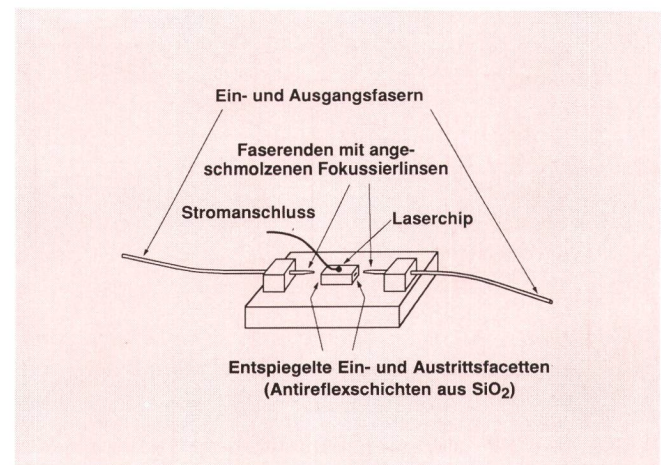 Ein- und Ausgangsfasern
Faserenden mit ange-
schmolzenen Fokussierlinsen
Stromanschluss
Laserchip
Entspiegelte Ein- und Austrittsfacetten
(Antireflexschichten aus SiO₂)